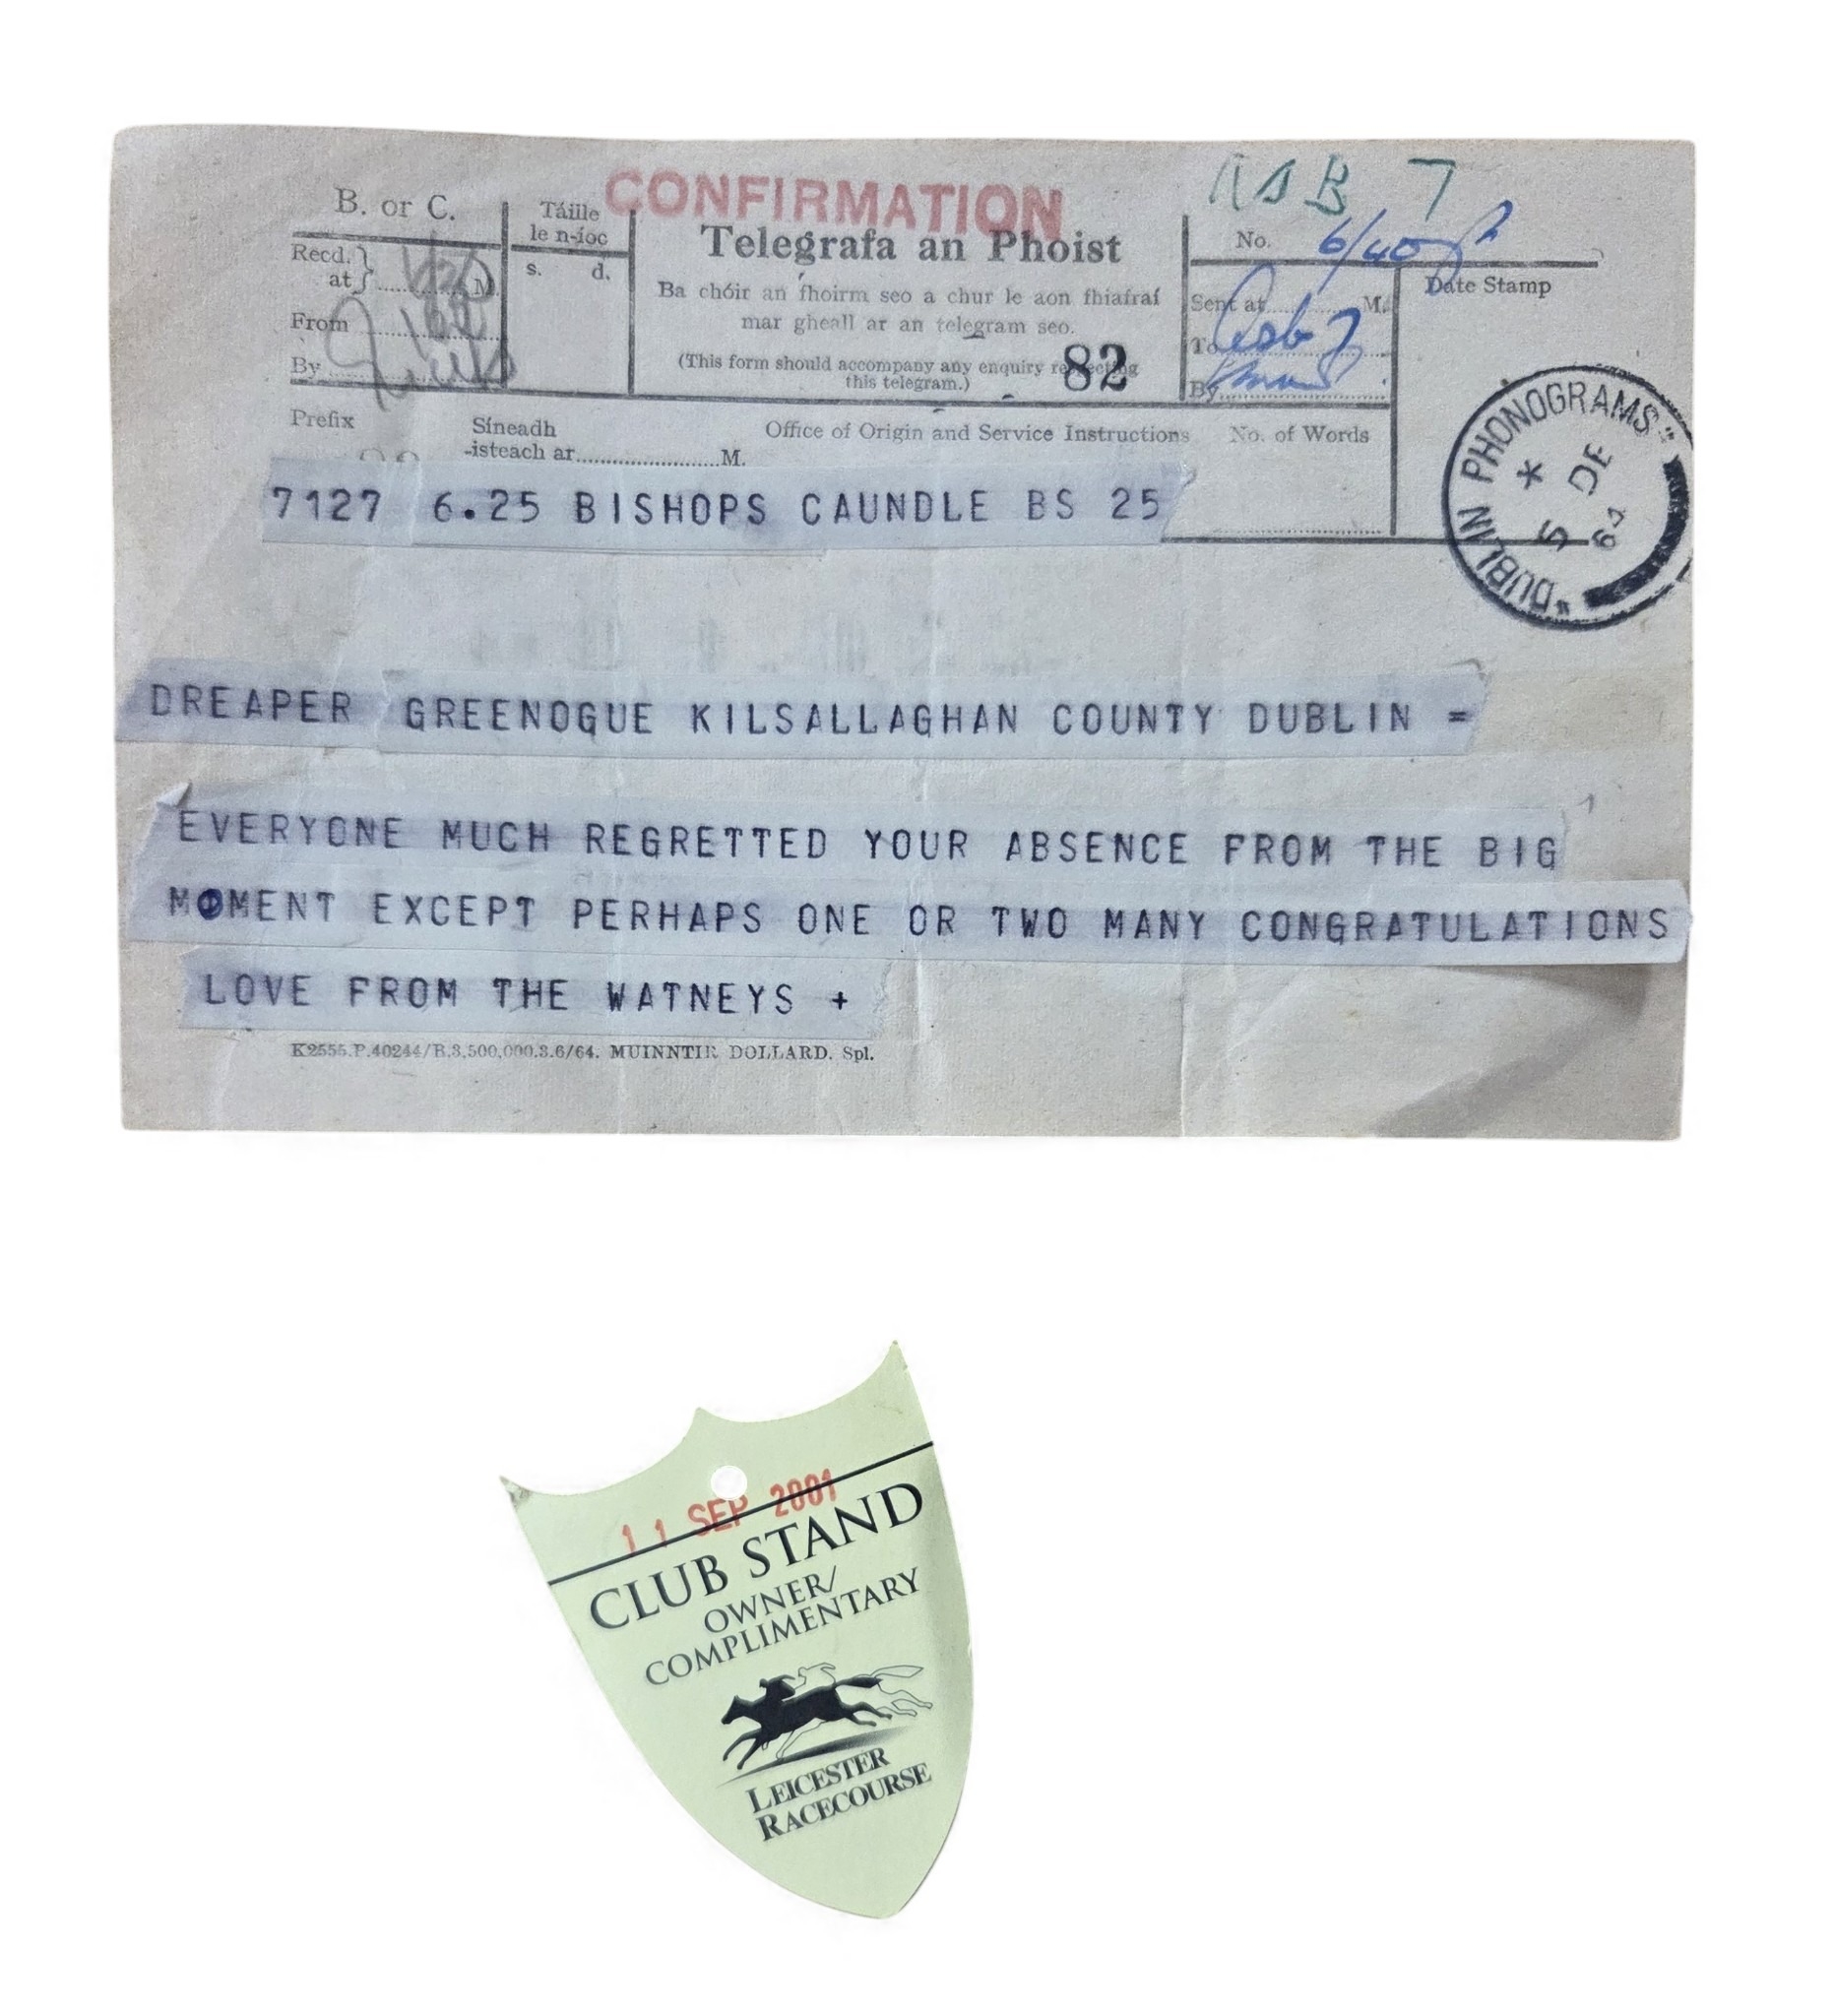 CONFIRMATION
B. or C.
Táille
le n-íoc
s. d.
Recd.
at M.
From
By
Telegrafa an Phoist
Ba chóir an fhoirm seo a chur le aon fhiafraí
mar gheall ar an telegram seo.
(This form should accompany any enquiry respecting
this telegram.)
82
7
No. 6/40
Sent at M.
To
By
Date Stamp
Prefix
Síneadh
-isteach ar M.
Office of Origin and Service Instructions
No. of Words
"DUBLIN PHONOGRAMS"
*
5 DE
64
7127 6.25 BISHOPS CAUNDLE BS 25
DREAPER GREENOGUE KILSALLAGHAN COUNTY DUBLIN =
EVERYONE MUCH REGRETTED YOUR ABSENCE FROM THE BIG
MOMENT EXCEPT PERHAPS ONE OR TWO MANY CONGRATULATIONS
LOVE FROM THE WATNEYS +
K2555.P.40244/R.3,500,000.3.6/64. MUINNTIR DOLLARD. Spl.
11 SEP 2001
CLUB STAND
OWNER/
COMPLIMENTARY
LEICESTER
RACECOURSE